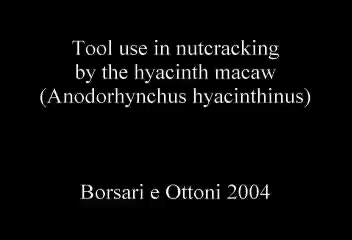 Tool use in nutcracking
by the hyacinth macaw
(Anodorhynchus hyacinthinus)
Borsari e Ottoni 2004